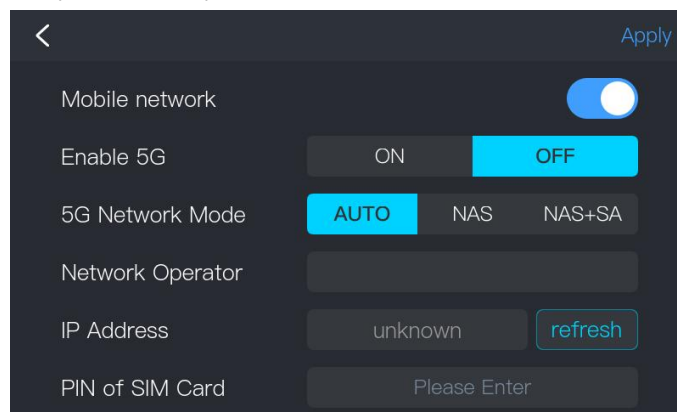 Apply
Mobile network
Enable 5G ON OFF
5G Network Mode AUTO NAS NAS+SA
Network Operator
IP Address unknown refresh
PIN of SIM Card Please Enter